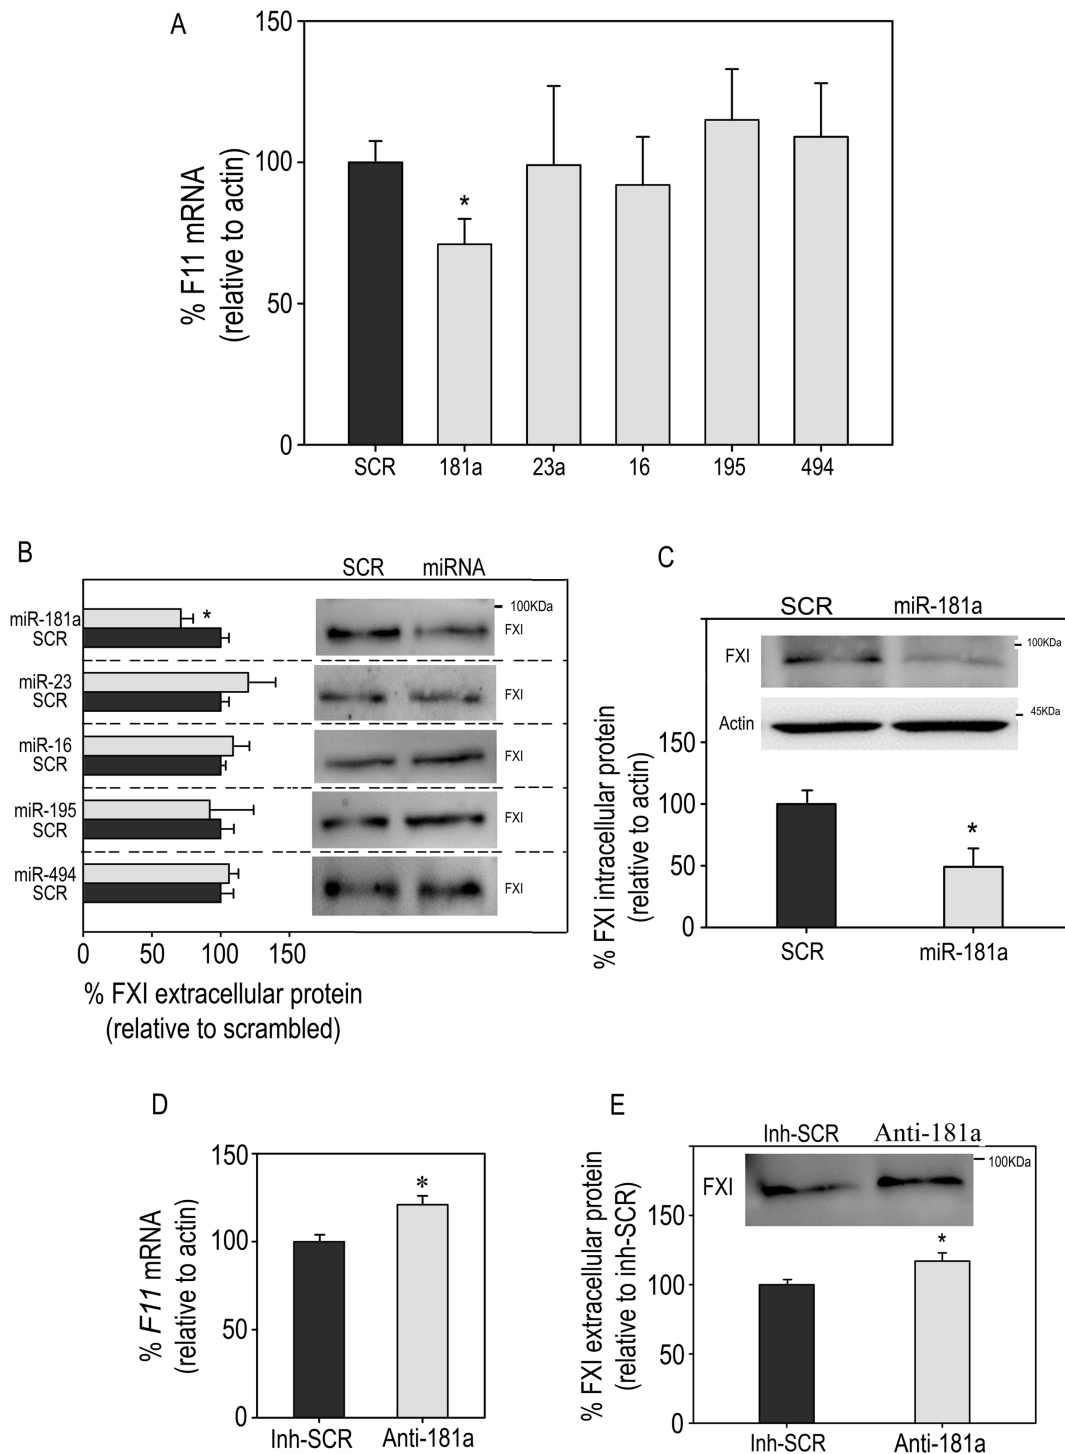 A
150
100
50
0
% F11 mRNA
(relative to actin)
*
SCR 181a 23a 16 195 494
B
SCR miRNA
miR-181a
SCR
*
100KDa
FXI
miR-23
SCR
FXI
miR-16
SCR
FXI
miR-195
SCR
FXI
miR-494
SCR
FXI
0 50 100 150
% FXI extracellular protein
(relative to scrambled)
C
SCR miR-181a
FXI
100KDa
Actin
45KDa
150
100
50
0
% FXI intracellular protein
(relative to actin)
*
SCR miR-181a
D
150
100
50
0
% F11 mRNA
(relative to actin)
*
Inh-SCR Anti-181a
E
Inh-SCR Anti-181a
100KDa
FXI
150
100
50
0
% FXI extracellular protein
(relative to inh-SCR)
*
Inh-SCR Anti-181a